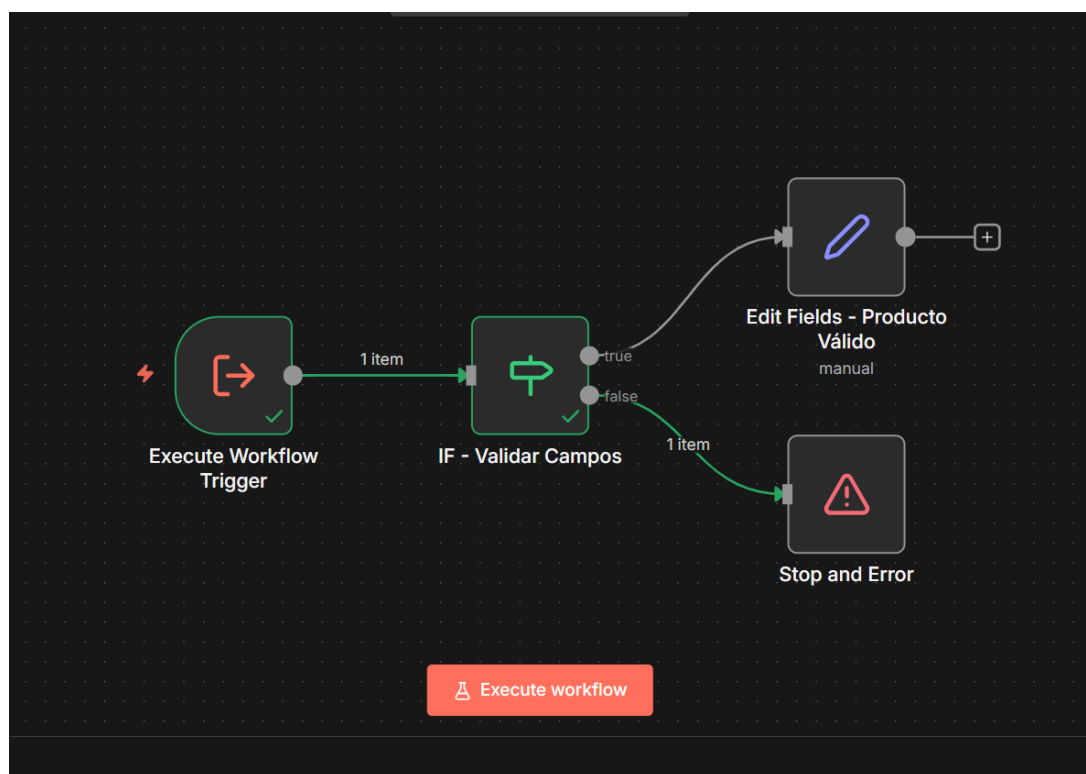 Edit Fields - Producto
Válido
manual
1 item
true
false
Execute Workflow
Trigger
IF - Validar Campos
1 item
Stop and Error
Execute workflow